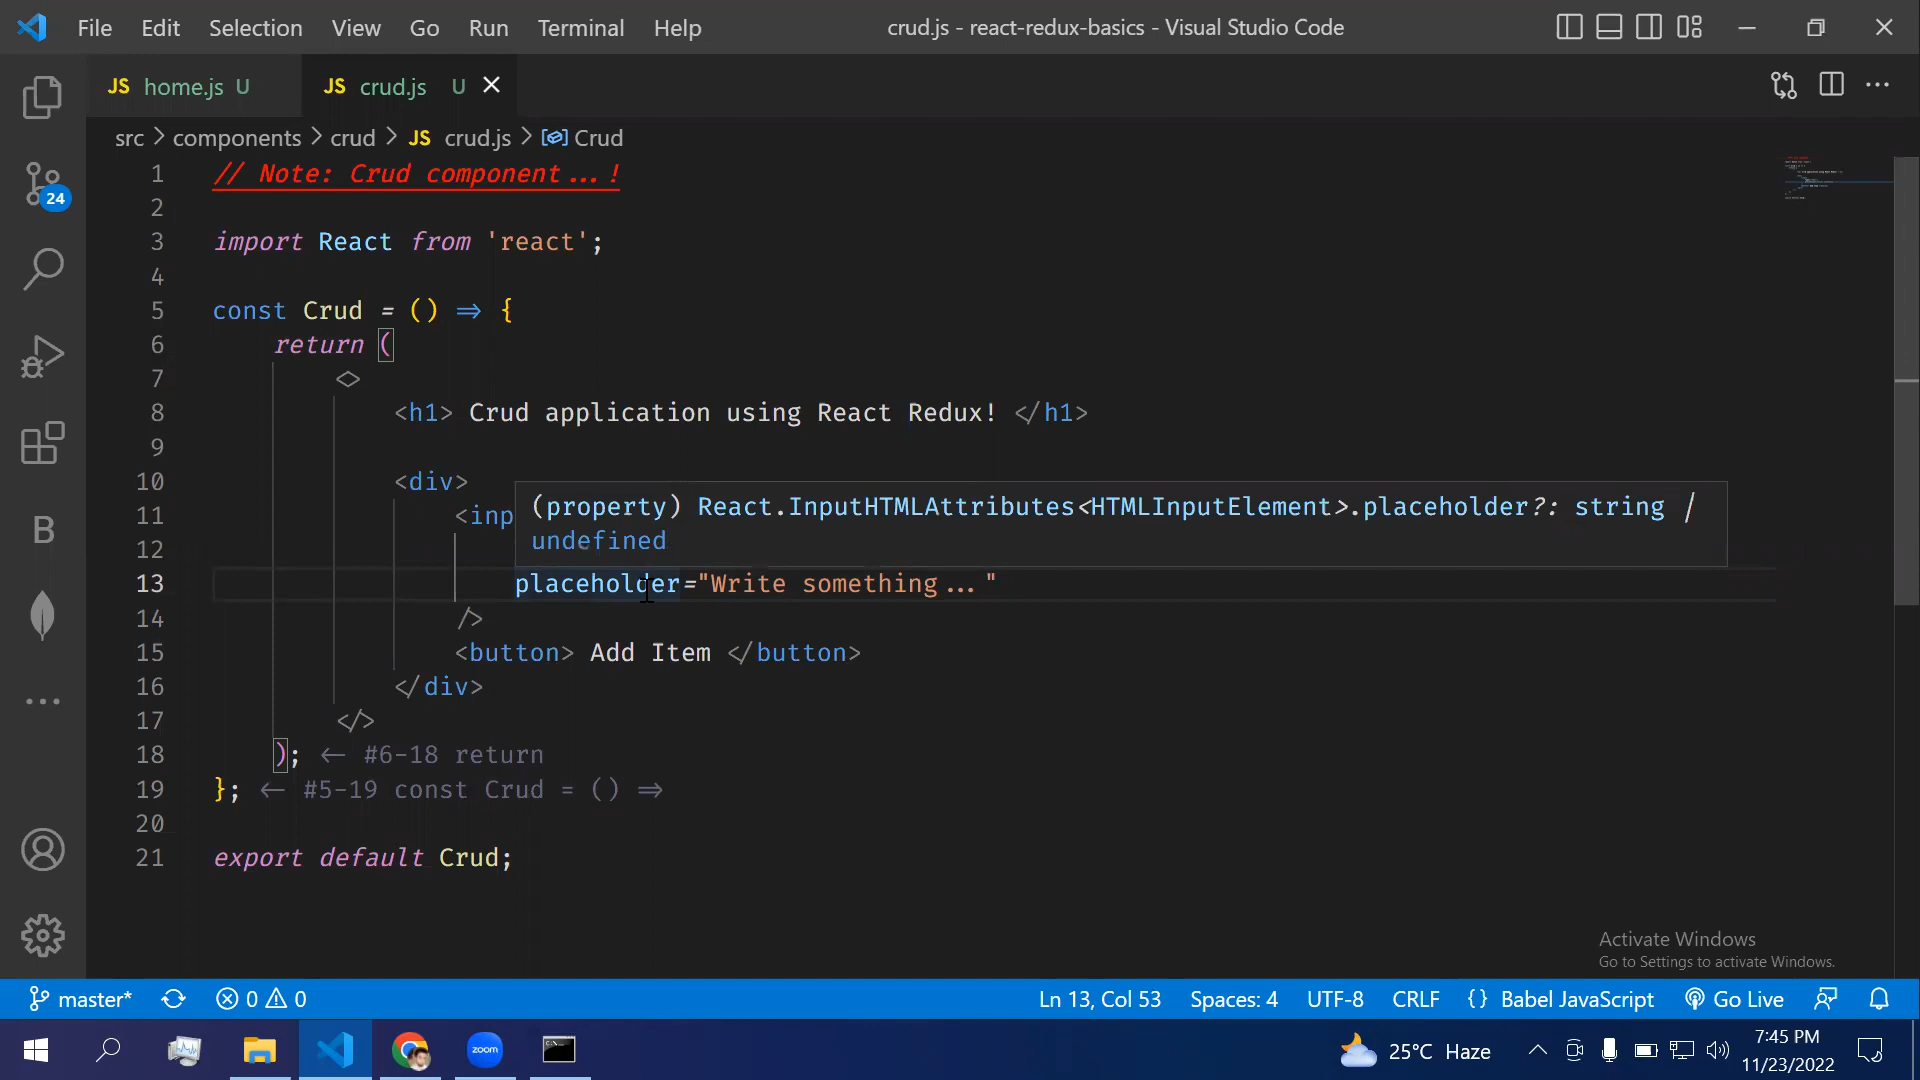 File Edit Selection View Go Run Terminal Help crud.js - react-redux-basics - Visual Studio Code
JS home.js U JS crud.js U
src > components > crud > JS crud.js > Crud
1 // Note: Crud component...!
2
3 import React from 'react';
4
5 const Crud = () => {
6 return (
7 <>
8 <h1> Crud application using React Redux! </h1>
9
10 <div>
(property) React.InputHTMLAttributes<HTMLInputElement>.placeholder?: string |
undefined
11 <inp
12
13 placeholder="Write something..."
14 />
15 <button> Add Item </button>
16 </div>
17 </>
18 ); <- #6-18 return
19 }; <- #5-19 const Crud = () =>
20
21 export default Crud;
24
B
Activate Windows
Go to Settings to activate Windows.
master* 0 0 Ln 13, Col 53 Spaces: 4 UTF-8 CRLF {} Babel JavaScript Go Live
zoom 25°C Haze 7:45 PM
11/23/2022